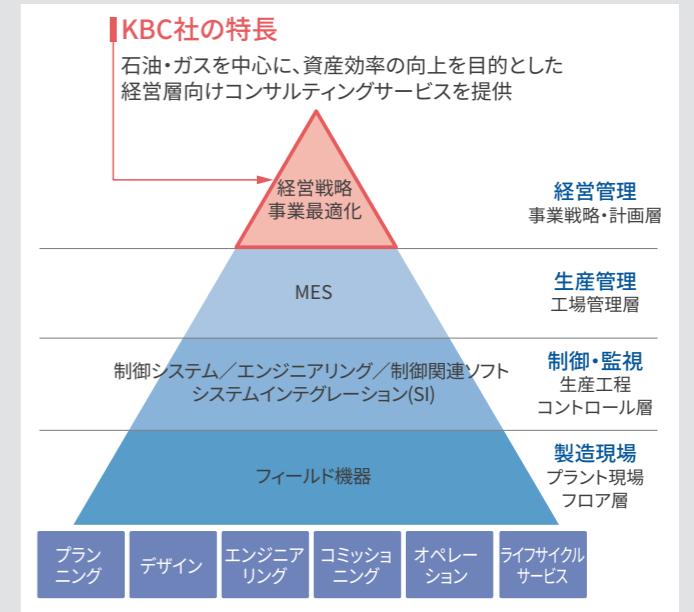 KBC社の特長
石油・ガスを中心に、資産効率の向上を目的とした
経営層向けコンサルティングサービスを提供
経営戦略
事業最適化
経営管理
事業戦略・計画層
MES
生産管理
工場管理層
制御システム／エンジニアリング／制御関連ソフト
システムインテグレーション(SI)
制御・監視
生産工程
コントロール層
フィールド機器
製造現場
プラント現場
フロア層
プラン
ニング
デザイン
エンジニア
リング
コミッショ
ニング
オペレー
ション
ライフサイクル
サービス